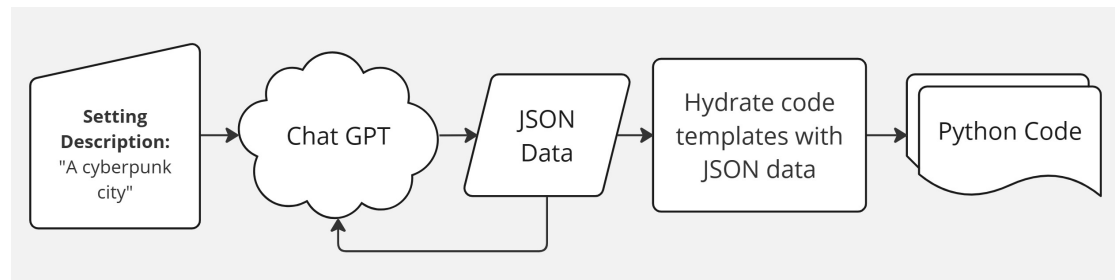 Setting
Description:
"A cyberpunk
city"
Chat GPT
JSON
Data
Hydrate code
templates with
JSON data
Python Code